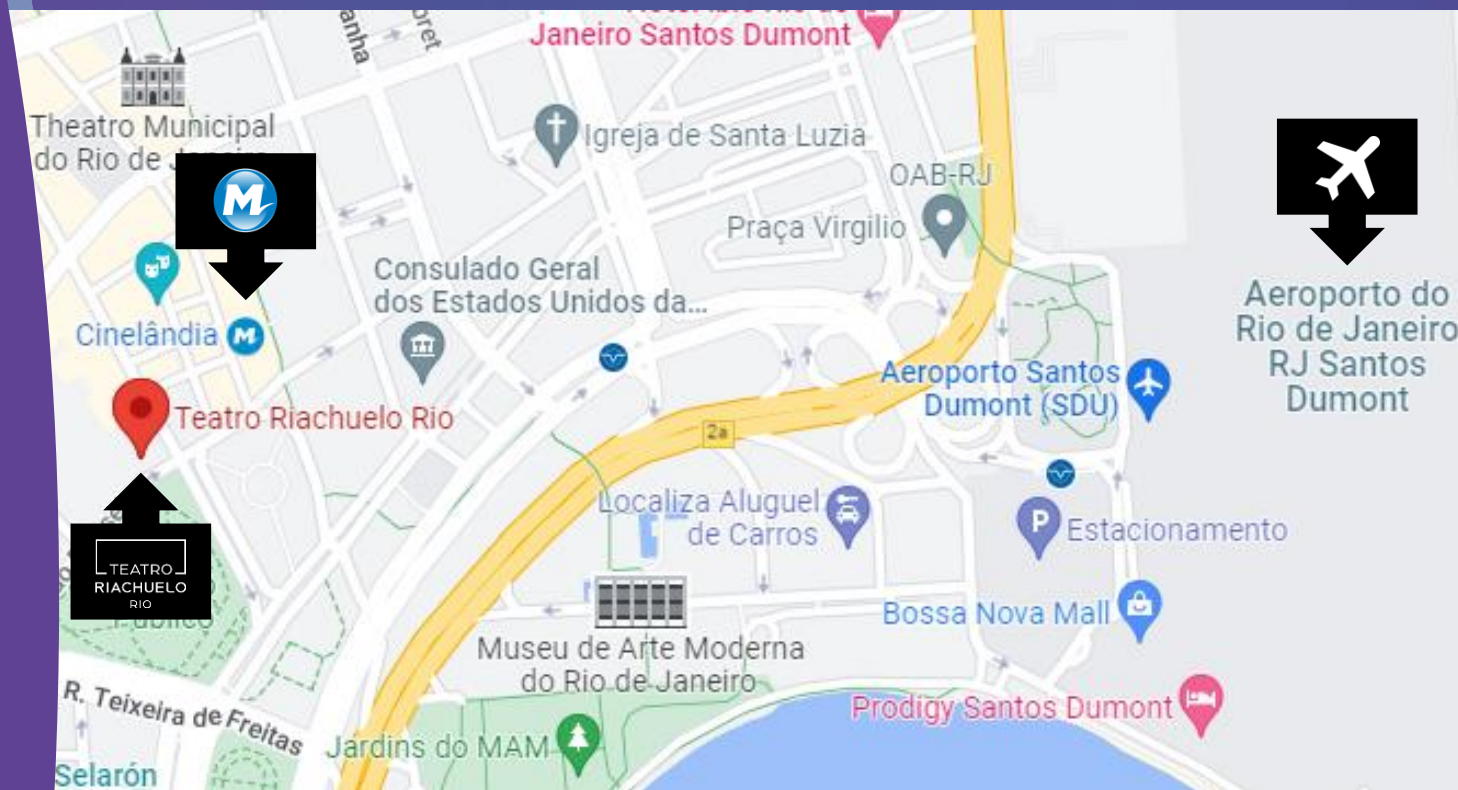 anha
oret
Janeiro Santos Dumont
Theatro Municipal
do Rio de
M
Igreja de Santa Luzia
OAB-RJ
Praça Virgilio
Consulado Geral
dos Estados Unidos da...
Cinelândia M
Aeroporto do
Rio de Janeiro
RJ Santos
Dumont
Aeroporto Santos
Dumont (SDU)
Teatro Riachuelo Rio
2a
Localiza Aluguel
de Carros
P Estacionamento
TEATRO
RIACHUELO
RIO
Bossa Nova Mall
Museu de Arte Moderna
do Rio de Janeiro
R. Teixeira de Freitas
Prodigy Santos Dumont
Jardins do MAM
Selarón